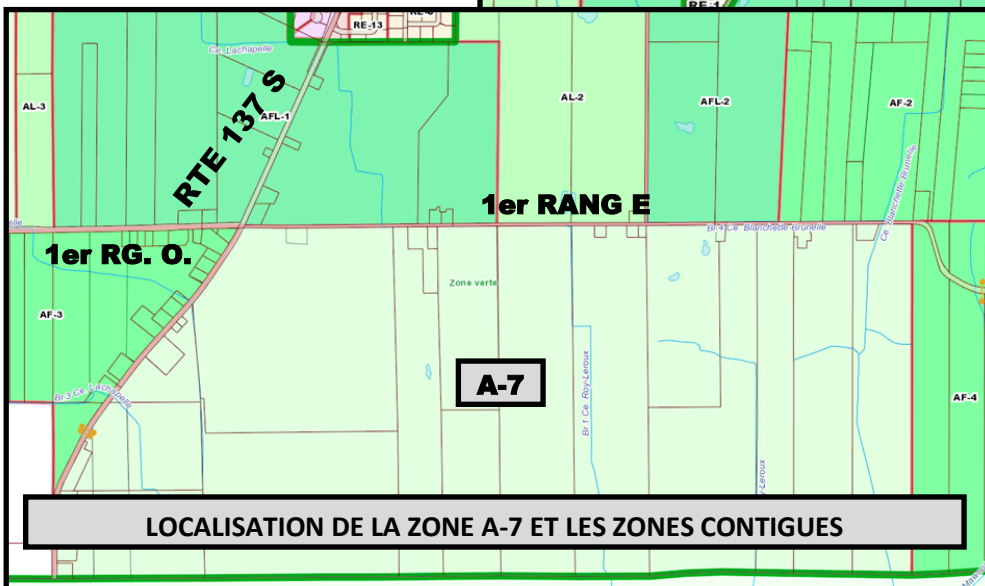 RE-1
RE-13
Ce. Lachapelle
AL-3
AL-2
AFL-2
AF-2
AFL-1
RTE 137 S
Ce. Blanchette-Brunelle
1er RANG E
Br 4 Ce. Blanchette-Brunelle
1er RG. O.
Zone verte
AF-3
A-7
Br 3 Ce. Lachapelle
Br 1 Ce. Roy-Leroux
AF-4
LOCALISATION DE LA ZONE A-7 ET LES ZONES CONTIGUES